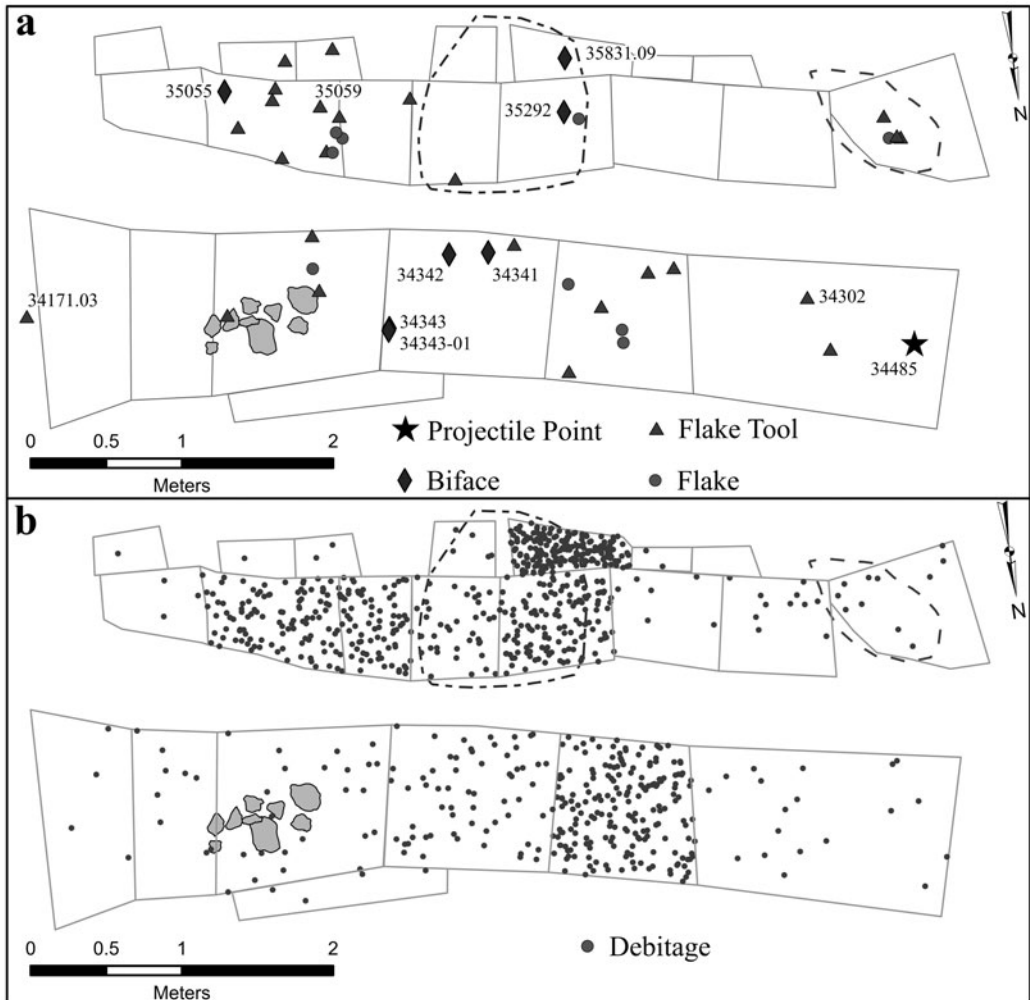 a
35831.09
35055
35059
35292
N
34171.03
34342
34341
34343
34343-01
34302
34485
0 0.5 1 2
Meters
Projectile Point
Flake Tool
Biface
Flake
b
N
0 0.5 1 2
Meters
Debitage